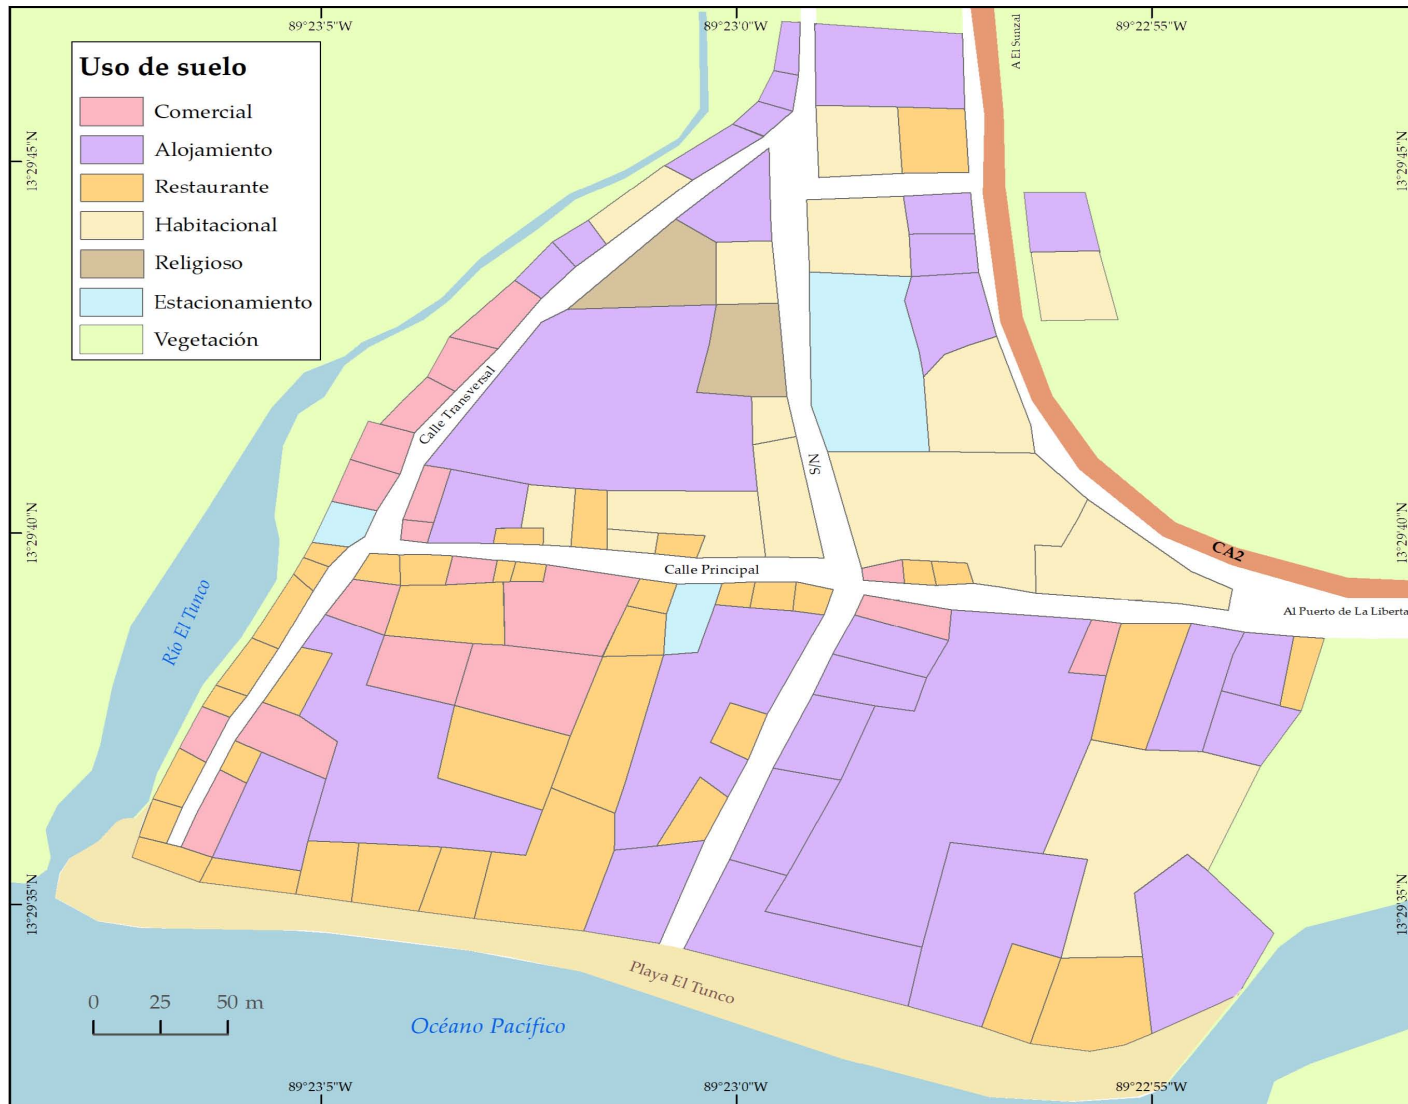 89°23'5"W
89°23'0"W
89°22'55"W
A El Sunzal
Uso de suelo
Comercial
Alojamiento
Restaurante
Habitacional
Religioso
Estacionamiento
Vegetación
13°29'45"N
13°29'45"N
Calle Transversal
N/S
13°29'40"N
13°29'40"N
CA2
Calle Principal
Al Puerto de La Liberta
Río El Tunco
13°29'35"N
13°29'35"N
Playa El Tunco
0 25 50 m
Océano Pacífico
89°23'5"W
89°23'0"W
89°22'55"W